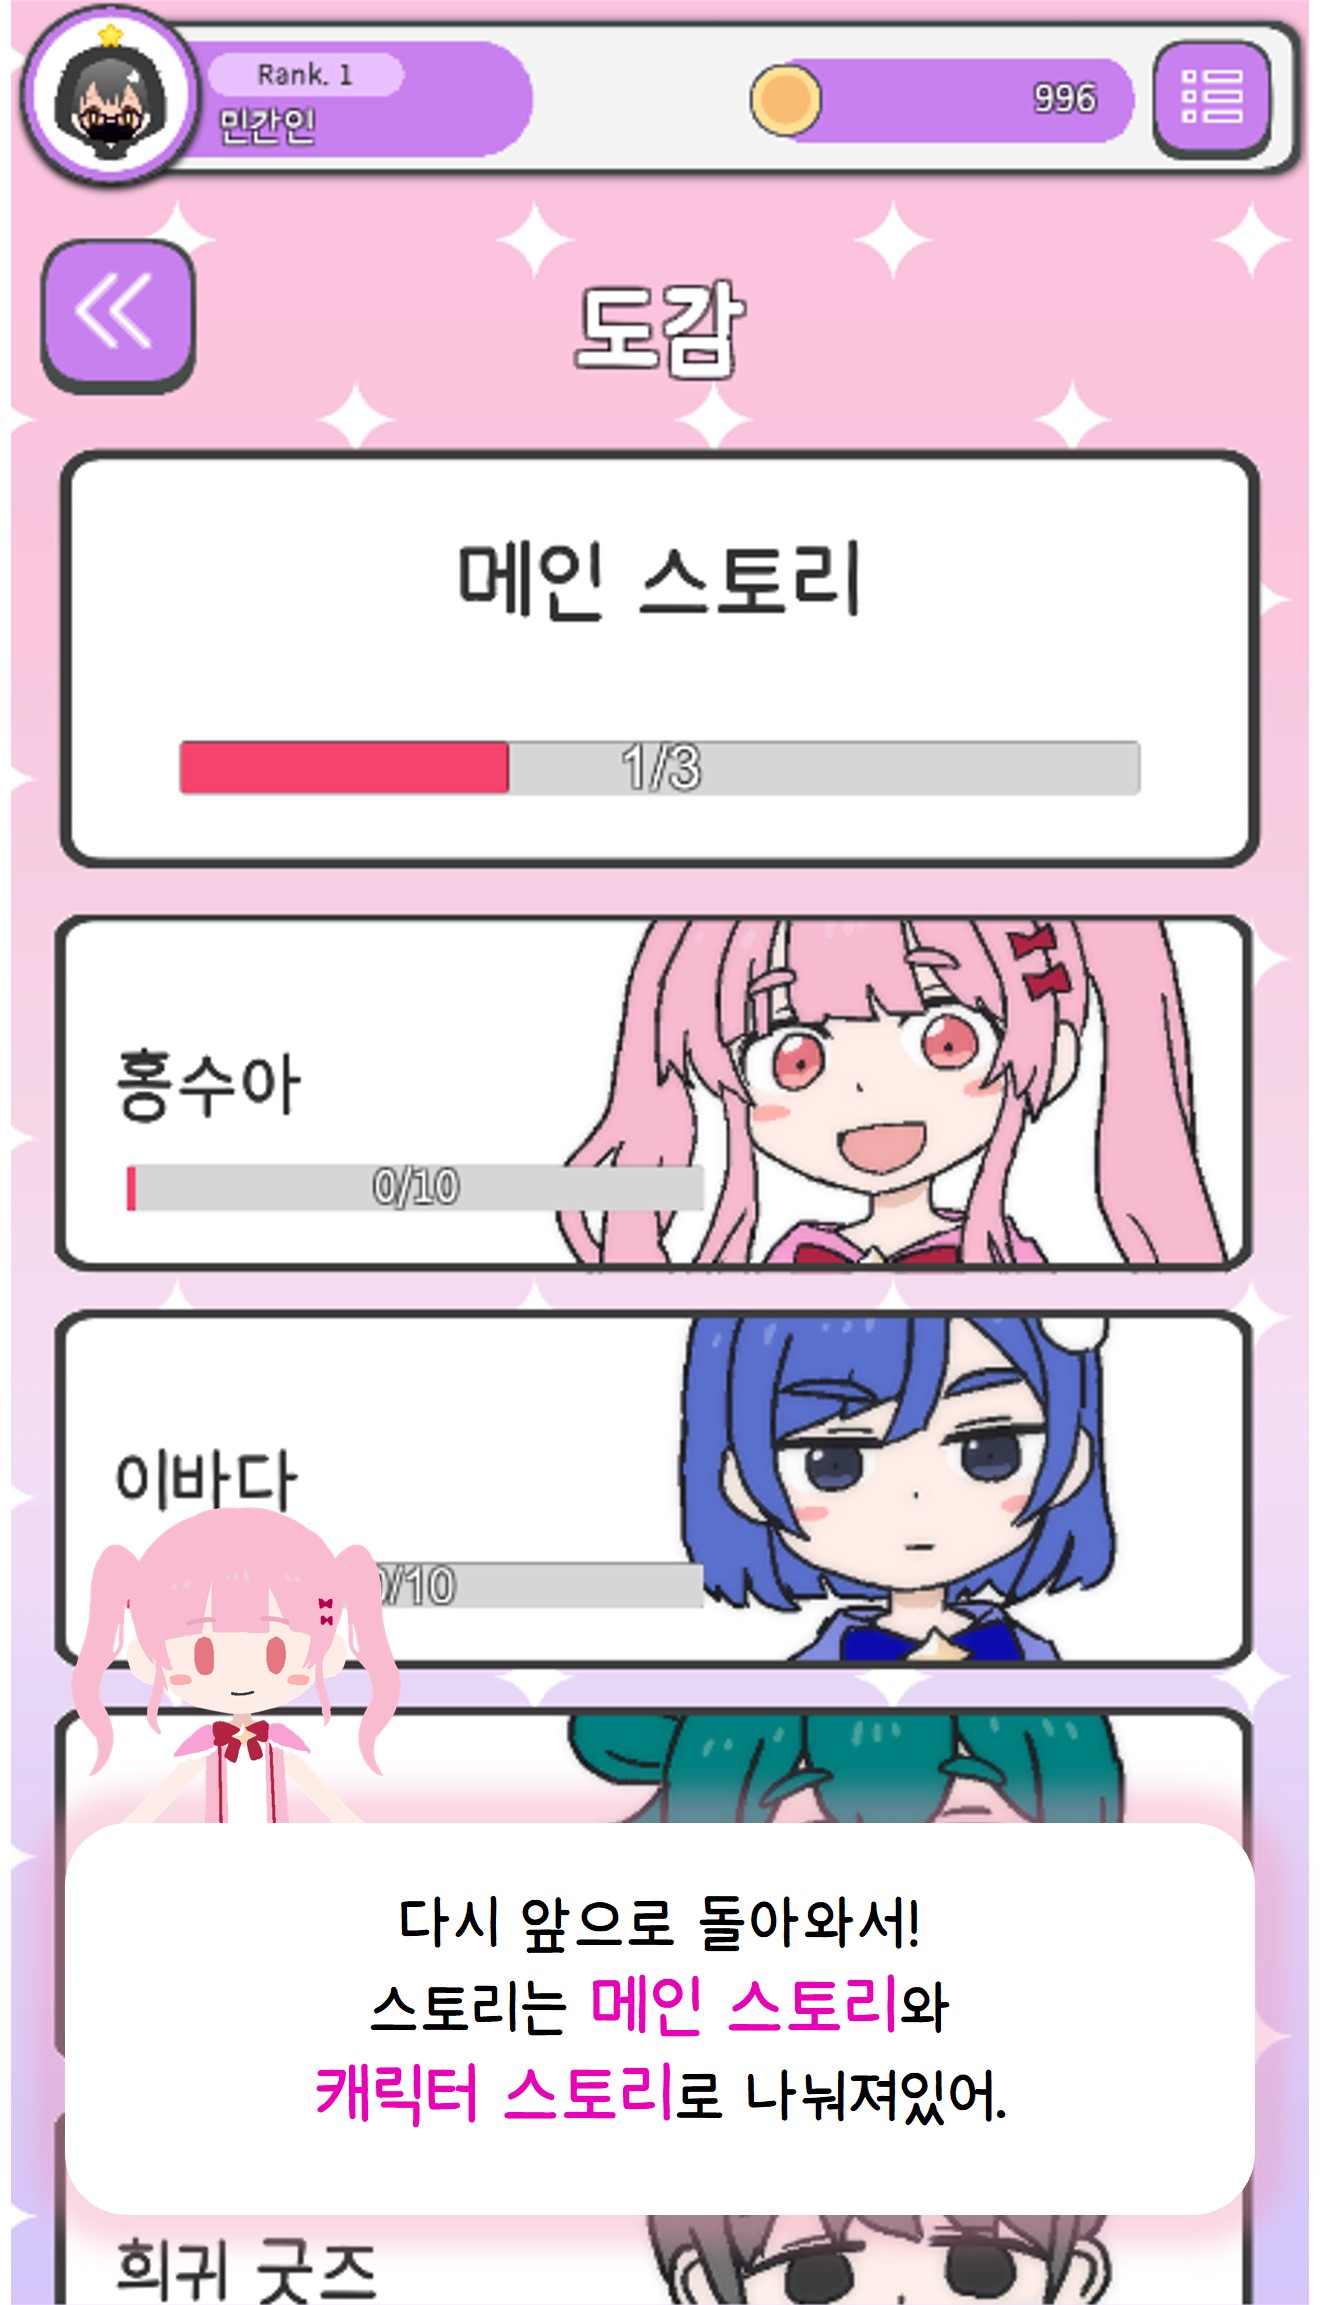 Rank. 1
민간인
996
도감
메인 스토리
1/3
홍수아
0/10
이바다
/10
다시 앞으로 돌아와서!
스토리는 메인 스토리와
캐릭터 스토리로 나눠져있어.
희귀 굿즈